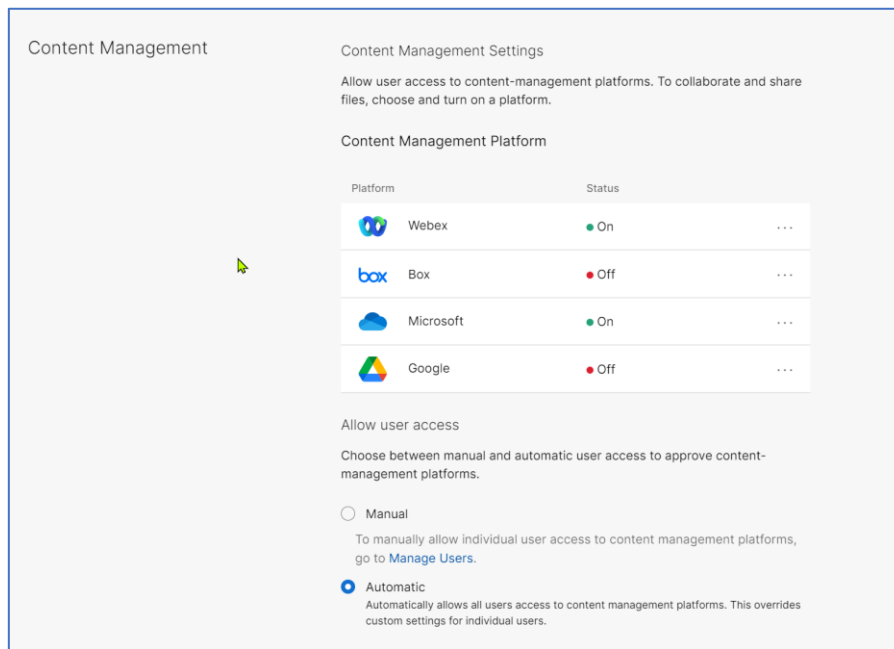 Content Management
Content Management Settings
Allow user access to content-management platforms. To collaborate and share
files, choose and turn on a platform.
Content Management Platform
Platform Status
Webex On ...
box Box Off ...
Microsoft On ...
Google Off ...
Allow user access
Choose between manual and automatic user access to approve content-
management platforms.
Manual
To manually allow individual user access to content management platforms,
go to Manage Users.
Automatic
Automatically allows all users access to content management platforms. This overrides
custom settings for individual users.